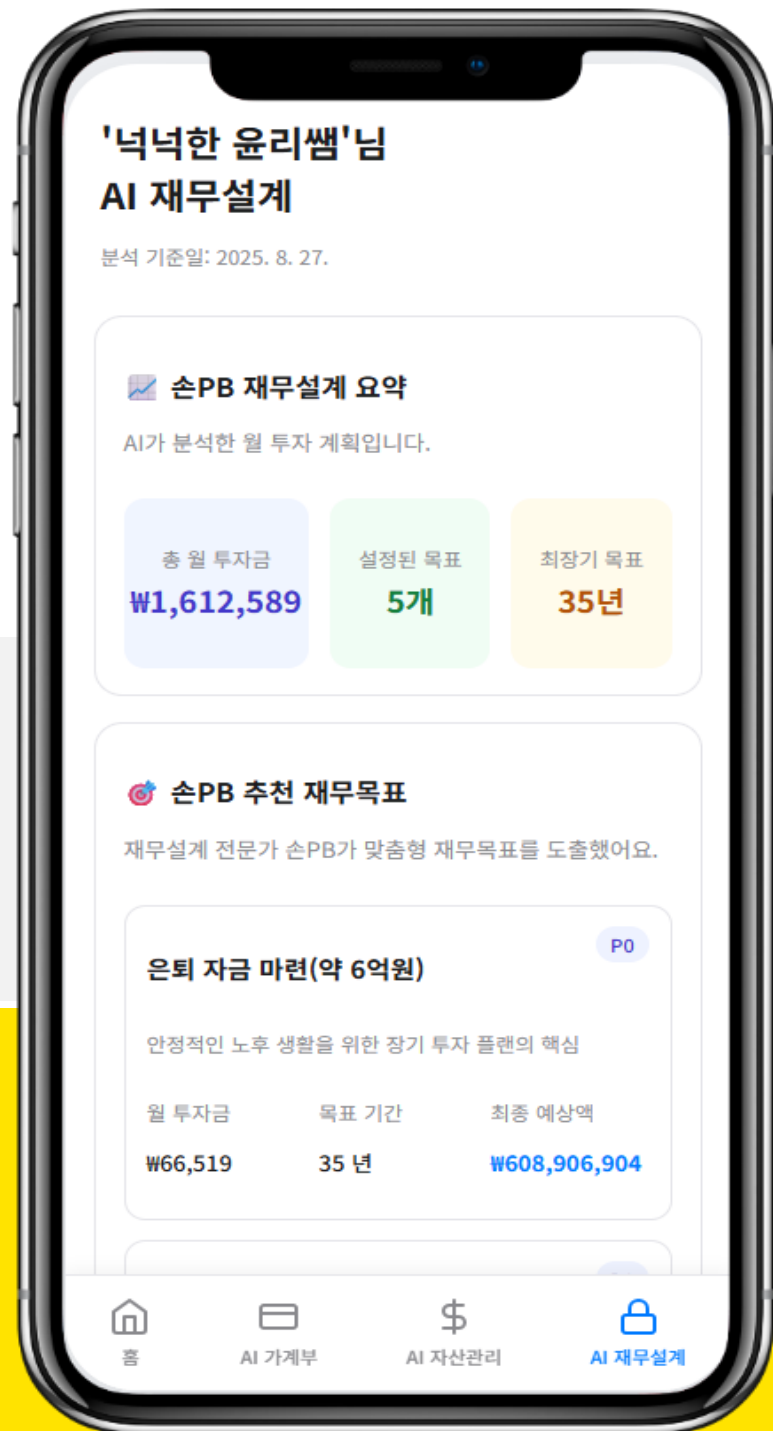 '넉넉한 윤리쌤'님
AI 재무설계
분석 기준일: 2025. 8. 27.
손PB 재무설계 요약
AI가 분석한 월 투자 계획입니다.
총 월 투자금
₩1,612,589
설정된 목표
5개
최장기 목표
35년
손PB 추천 재무목표
재무설계 전문가 손PB가 맞춤형 재무목표를 도출했어요.
P0
은퇴 자금 마련(약 6억원)
안정적인 노후 생활을 위한 장기 투자 플랜의 핵심
월 투자금 목표 기간 최종 예상액
₩66,519 35 년 ₩608,906,904
홈 AI 가계부 AI 자산관리 AI 재무설계